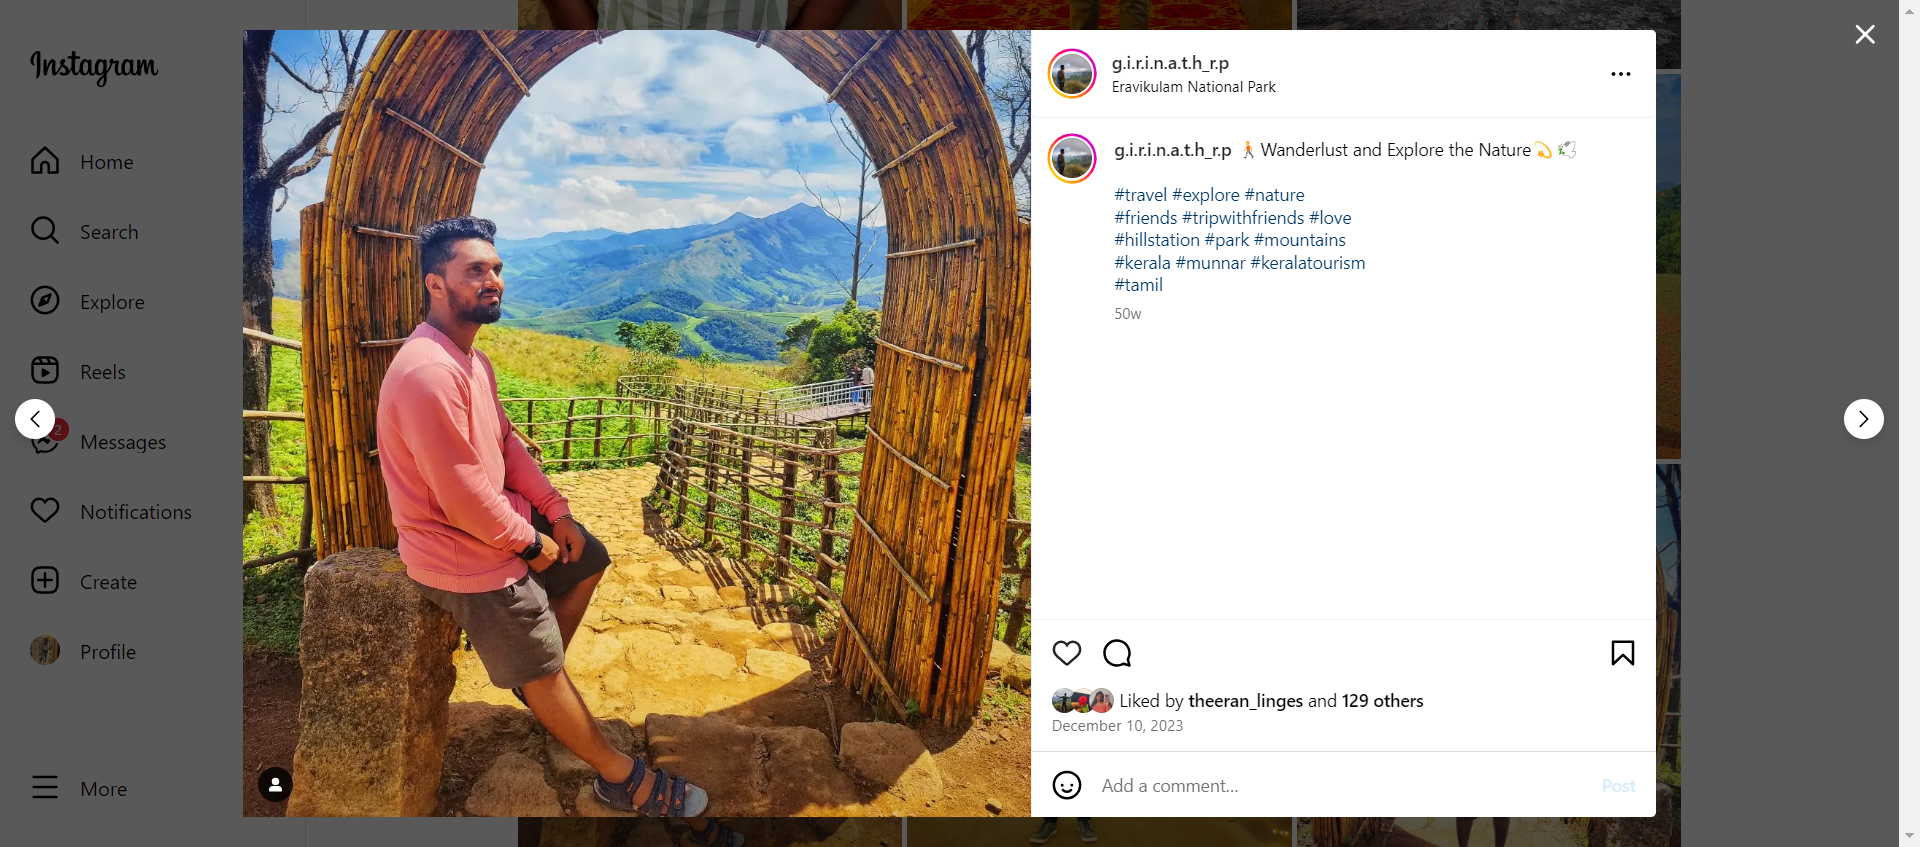 Instagram
Home
Search
Explore
Reels
2
Messages
Notifications
Create
Profile
More
g.i.r.i.n.a.t.h_r.p
Eravikulam National Park
g.i.r.i.n.a.t.h_r.p 🚶Wanderlust and Explore the Nature💫🕊️
#travel #explore #nature
#friends #tripwithfriends #love
#hillstation #park #mountains
#kerala #munnar #keralatourism
#tamil
50w
Liked by theeran_linges and 129 others
December 10, 2023
Add a comment...
Post